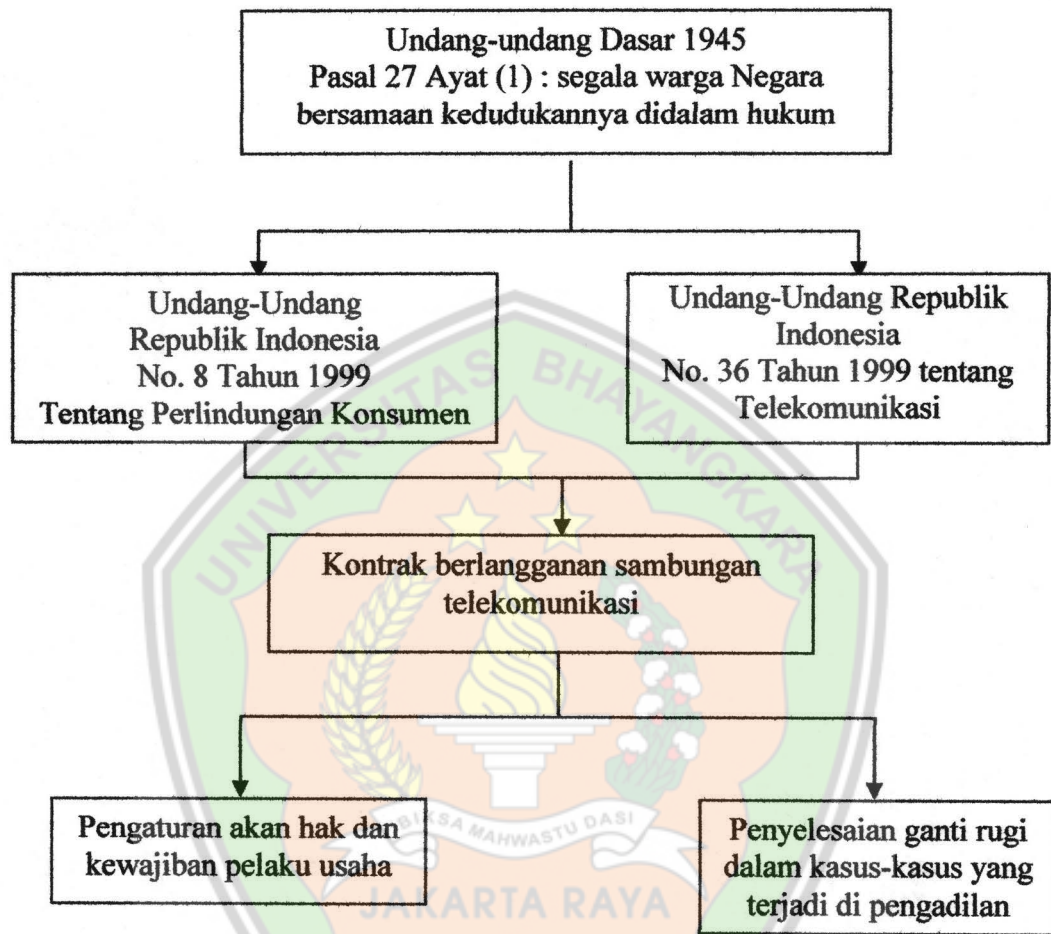 Undang-undang Dasar 1945
Pasal 27 Ayat (1) : segala warga Negara
bersamaan kedudukannya didalam hukum
Undang-Undang
Republik Indonesia
No. 8 Tahun 1999
Tentang Perlindungan Konsumen
Undang-Undang Republik
Indonesia
No. 36 Tahun 1999 tentang
Telekomunikasi
UNIVERSITAS BHAYANGKARA
Kontrak berlangganan sambungan
telekomunikasi
Pengaturan akan hak dan
kewajiban pelaku usaha
Penyelesaian ganti rugi
dalam kasus-kasus yang
terjadi di pengadilan
MAHWASTU DASI
JAKARTA RAYA